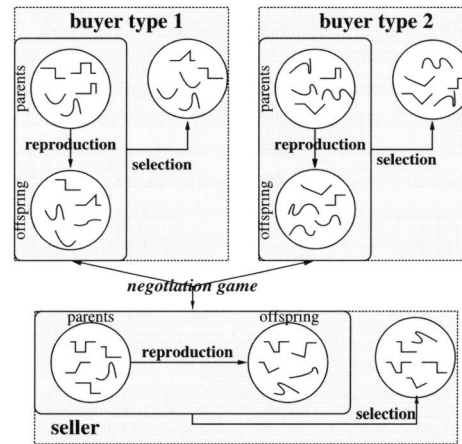 buyer type 1
parents
reproduction
selection
offspring
buyer type 2
parents
reproduction
selection
offspring
negotiation game
parents
offspring
reproduction
selection
seller